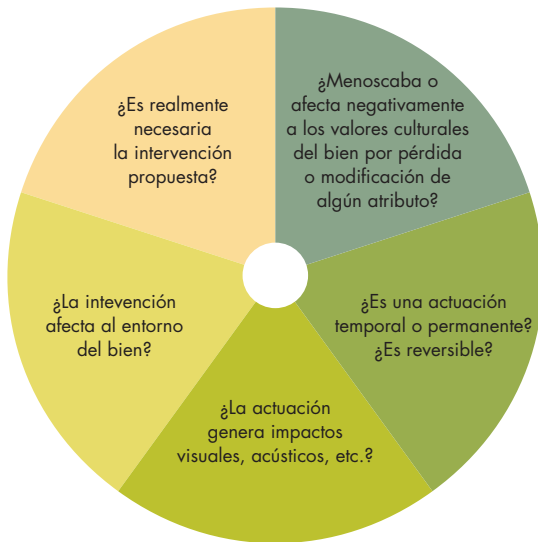 ¿Es realmente
necesaria
la intervención
propuesta?
¿Menoscaba o
afecta negativamente
a los valores culturales
del bien por pérdida
o modificación de
algún atributo?
¿Es una actuación
temporal o permanente?
¿Es reversible?
¿La actuación
genera impactos
visuales, acústicos, etc.?
¿La intevención
afecta al entorno
del bien?